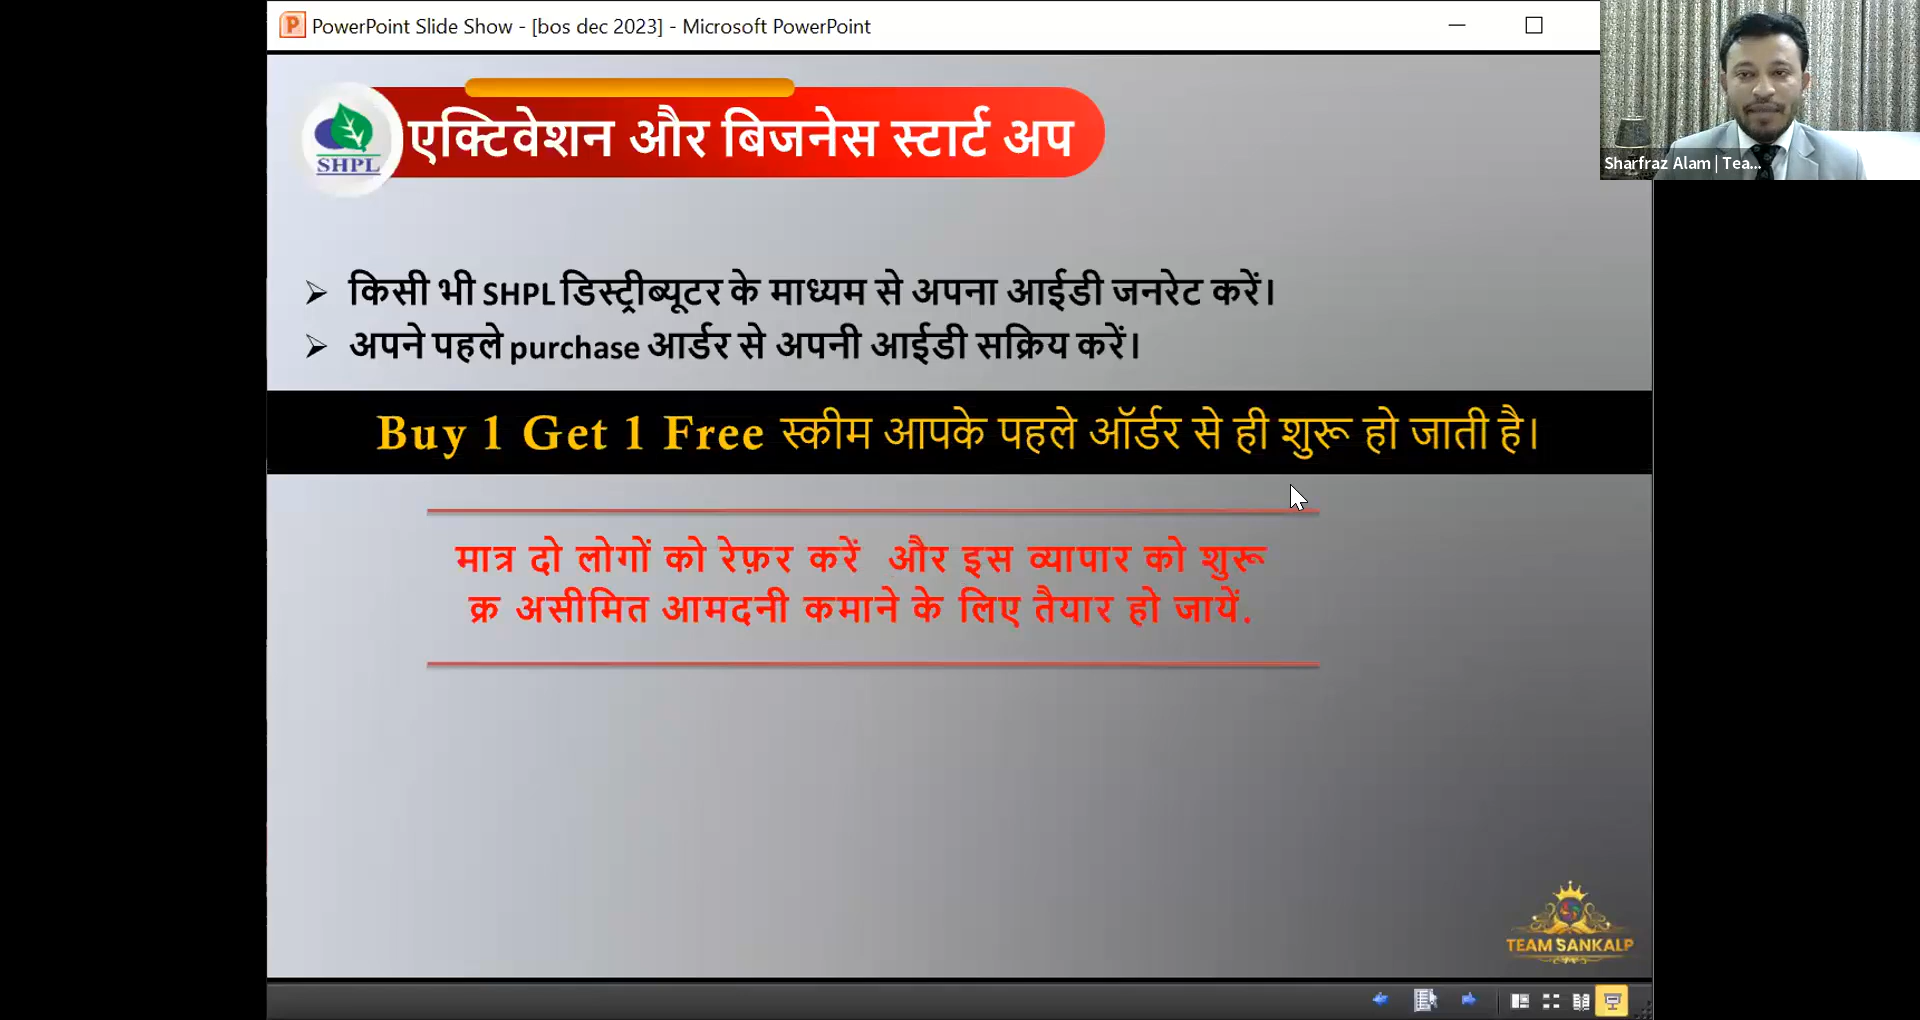 PowerPoint Slide Show - [bos dec 2023] - Microsoft PowerPoint
Sharfraz Alam | Tea...
SHPL
एक्टिवेशन और बिजनेस स्टार्ट अप
किसी भी SHPL डिस्ट्रीब्यूटर के माध्यम से अपना आईडी जनरेट करें।
अपने पहले purchase आर्डर से अपनी आईडी सक्रिय करें।
Buy 1 Get 1 Free स्कीम आपके पहले ऑर्डर से ही शुरू हो जाती है।
मात्र दो लोगों को रेफ़र करें और इस व्यापार को शुरू
क्र असीमित आमदनी कमाने के लिए तैयार हो जायें.
TEAM SANKALP